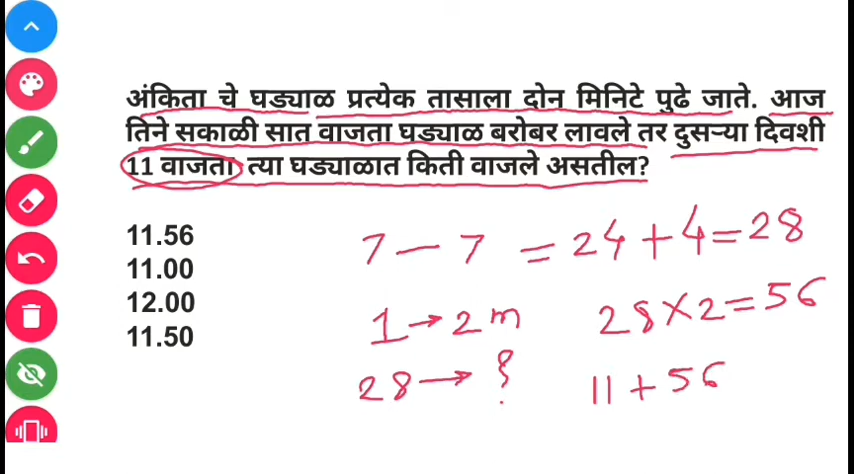 अंकिता चे घड्याळ प्रत्येक तासाला दोन मिनिटे पुढे जाते. आज
तिने सकाळी सात वाजता घड्याळ बरोबर लावले तर दुसऱ्या दिवशी
11 वाजता त्या घड्याळात किती वाजले असतील?
11.56
11.00
12.00
11.50
7 — 7 = 24 + 4 = 28
1 → 2 m
28 × 2 = 56
28 → ?
11 + 56